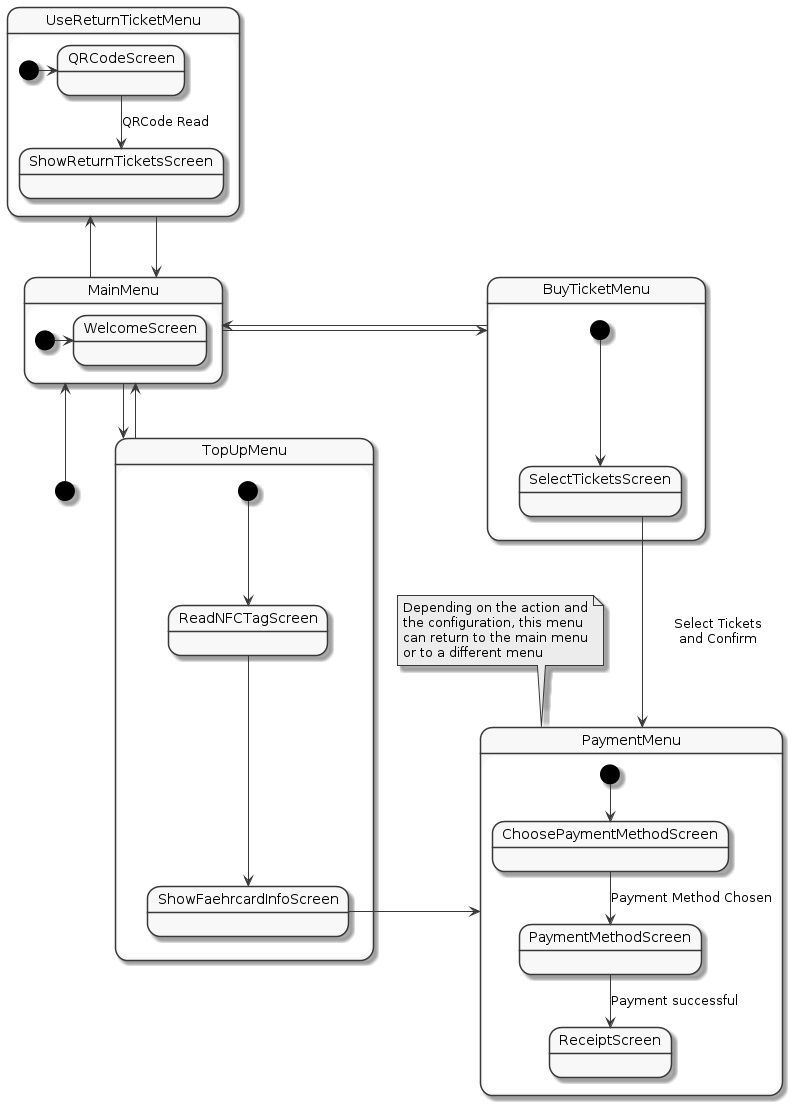 UseReturnTicketMenu
QRCodeScreen
QRCode Read
ShowReturnTicketsScreen
MainMenu
WelcomeScreen
BuyTicketMenu
SelectTicketsScreen
TopUpMenu
ReadNFCTagScreen
Depending on the action and
the configuration, this menu
can return to the main menu
or to a different menu
Select Tickets
and Confirm
PaymentMenu
ChoosePaymentMethodScreen
ShowFaehrcardInfoScreen
Payment Method Chosen
PaymentMethodScreen
Payment successful
ReceiptScreen